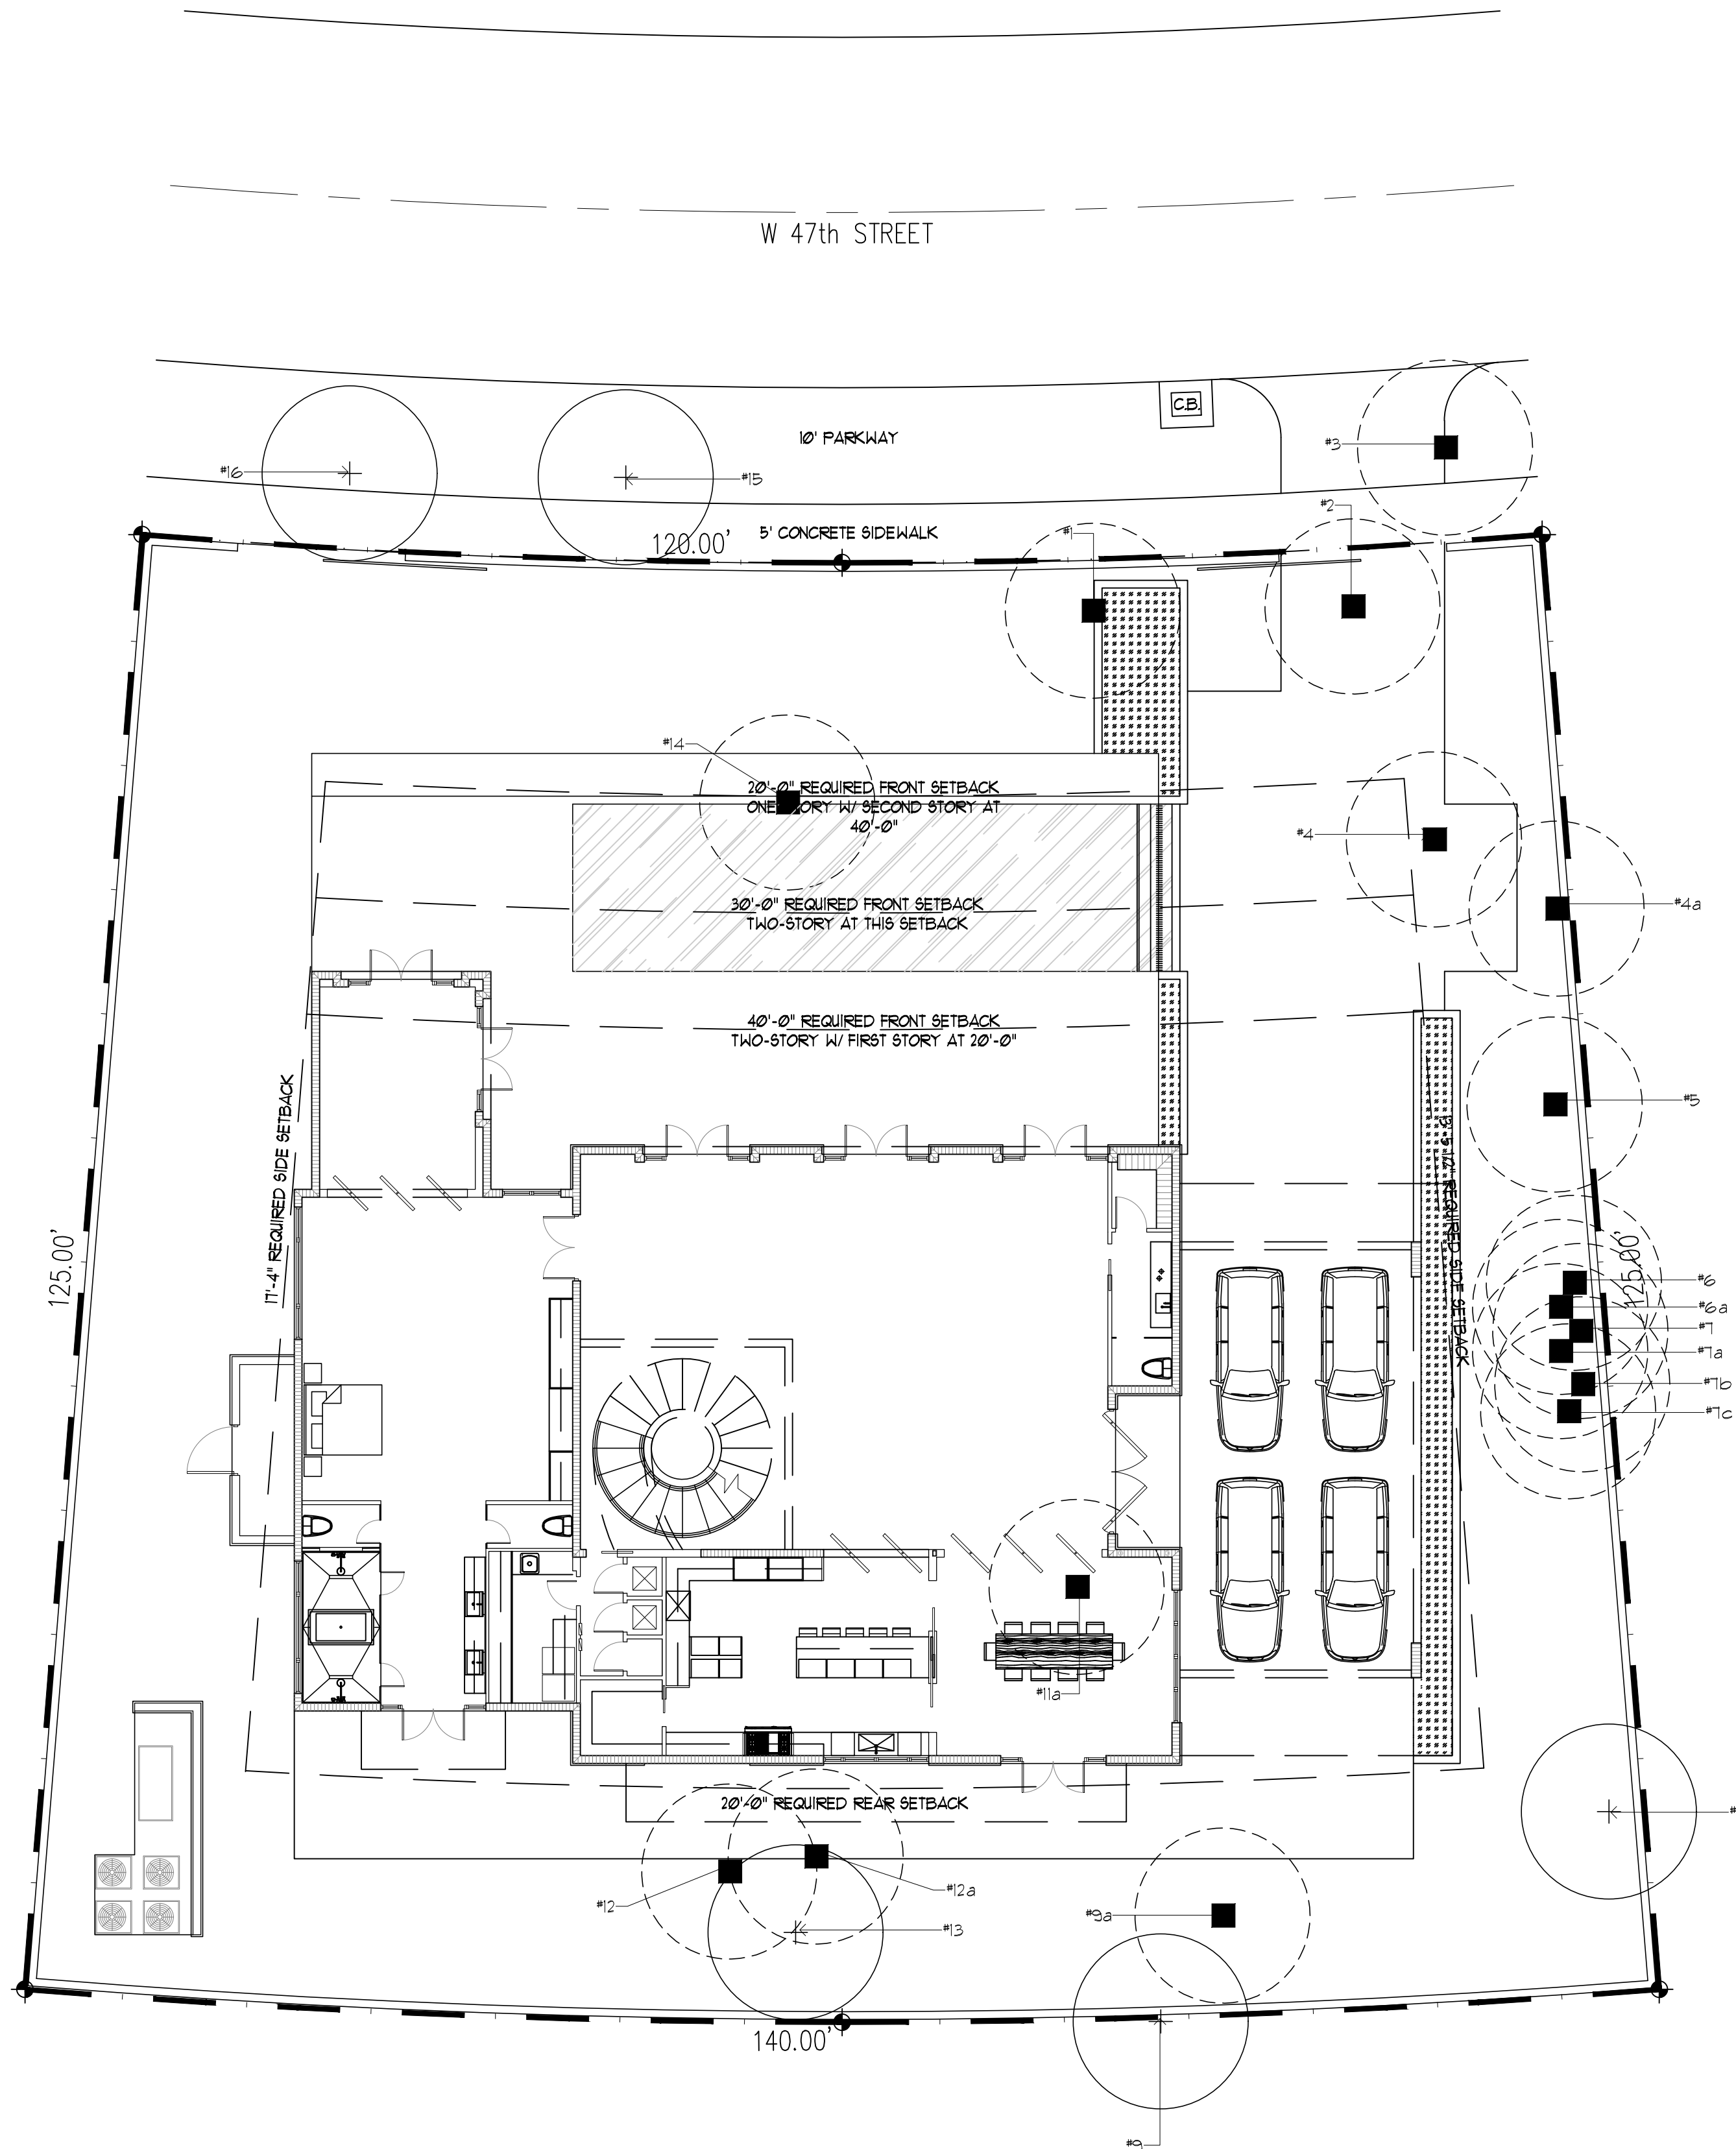 W 47th STREET
C.B.
10' PARKWAY
#3
#16
#15
#2
5' CONCRETE SIDEWALK
#1
120.00'
#14
20'-0" REQUIRED FRONT SETBACK
W/ SECOND STORY AT
40'-0"
#4
30'-0" REQUIRED FRONT SETBACK
TWO-STORY AT THIS SETBACK
#4a
40'-0" REQUIRED FRONT SETBACK
TWO-STORY W/ FIRST STORY AT 20'-0"
#5
17'-4" REQUIRED SIDE SETBACK
REQUIRED SIDE SETBACK
125.00'
125.00'
#6
#6a
#7
#7a
#7b
#7c
#11a
20'-0" REQUIRED REAR SETBACK
#
#12
#12a
#13
#9a
140.00'
#9